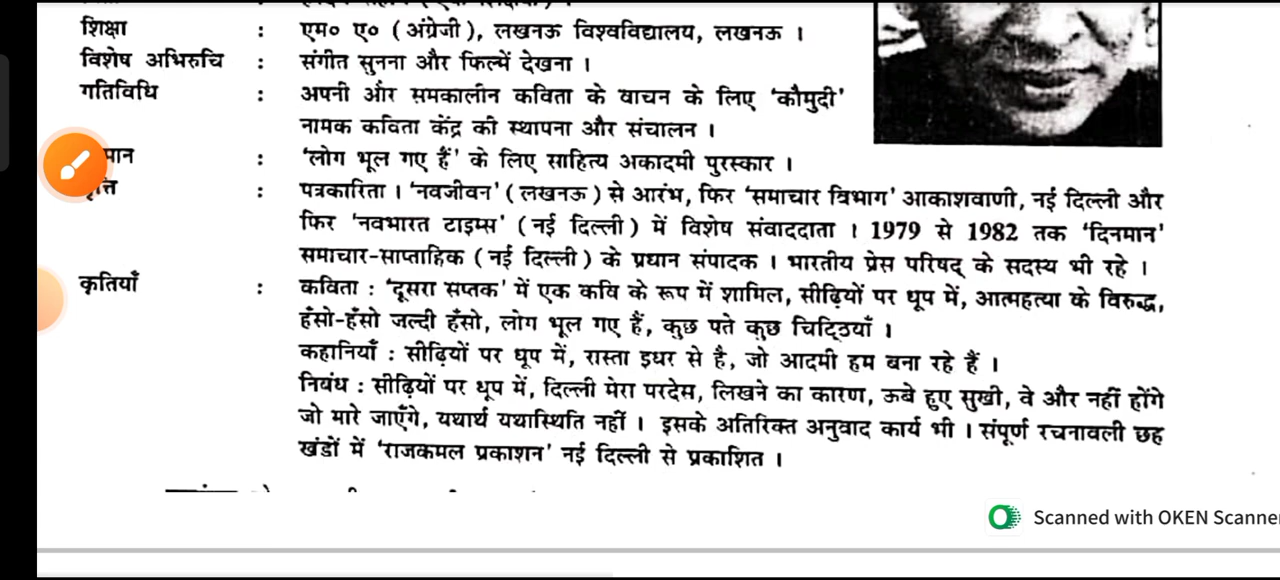 शिक्षा : एम० ए० (अंग्रेजी), लखनऊ विश्वविद्यालय, लखनऊ ।
विशेष अभिरुचि : संगीत सुनना और फिल्में देखना ।
गतिविधि : अपनी और समकालीन कविता के वाचन के लिए 'कौमुदी'
नामक कविता केंद्र की स्थापना और संचालन ।
मान : 'लोग भूल गए हैं' के लिए साहित्य अकादमी पुरस्कार ।
: पत्रकारिता । 'नवजीवन' (लखनऊ) से आरंभ, फिर 'समाचार विभाग' आकाशवाणी, नई दिल्ली और
फिर 'नवभारत टाइम्स' (नई दिल्ली) में विशेष संवाददाता । 1979 से 1982 तक 'दिनमान'
समाचार-साप्ताहिक (नई दिल्ली) के प्रधान संपादक । भारतीय प्रेस परिषद् के सदस्य भी रहे ।
कृतियाँ : कविता : 'दूसरा सप्तक' में एक कवि के रूप में शामिल, सीढ़ियों पर धूप में, आत्महत्या के विरुद्ध,
हँसो-हँसो जल्दी हँसो, लोग भूल गए हैं, कुछ पते कुछ चिट्ठियाँ ।
कहानियाँ : सीढ़ियों पर धूप में, रास्ता इधर से है, जो आदमी हम बना रहे हैं ।
निबंध : सीढ़ियों पर धूप में, दिल्ली मेरा परदेस, लिखने का कारण, ऊबे हुए सुखी, वे और नहीं होंगे
जो मारे जाएँगे, यथार्थ यथास्थिति नहीं । इसके अतिरिक्त अनुवाद कार्य भी । संपूर्ण रचनावली छह
खंडों में 'राजकमल प्रकाशन' नई दिल्ली से प्रकाशित ।
Scanned with OKEN Scanne